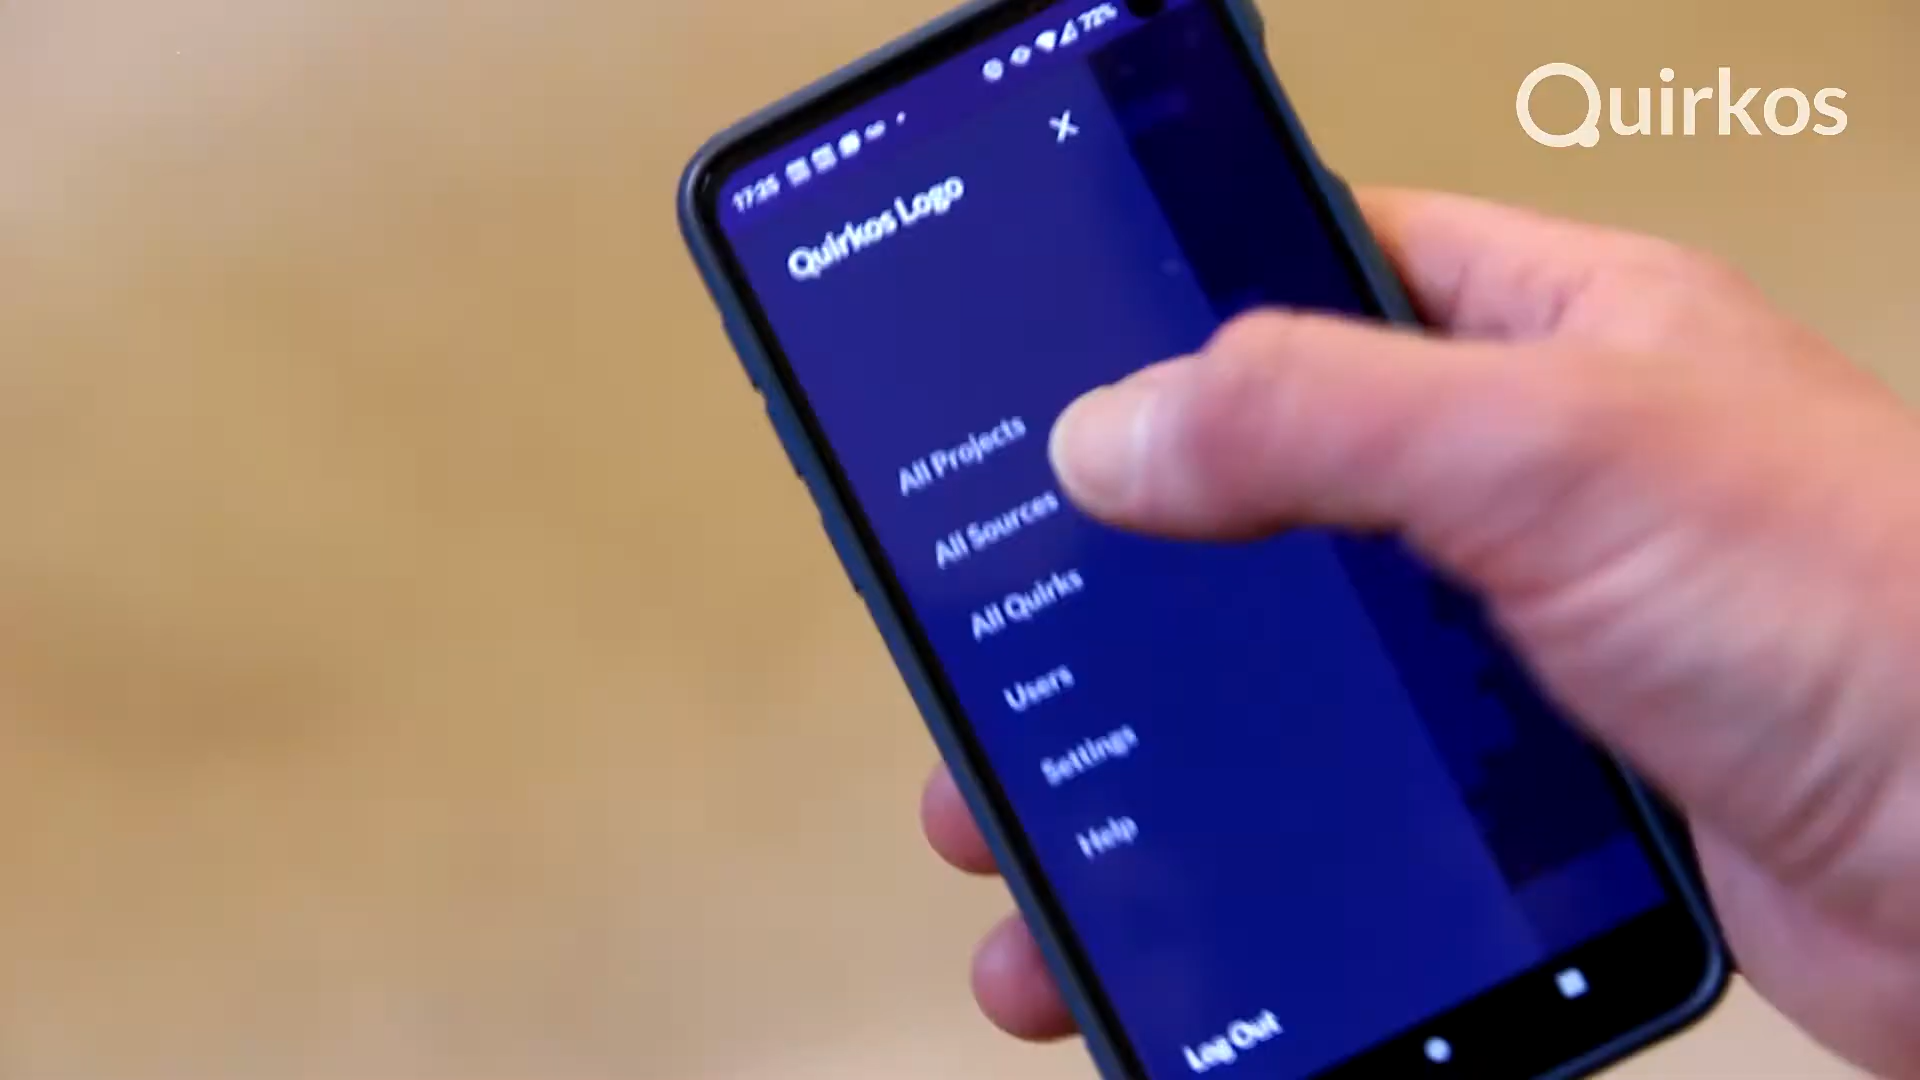 Quirkos
17:25
72%
X
Quirkos Logo
All Projects
All Sources
All Quirks
Users
Settings
Help
Log Out